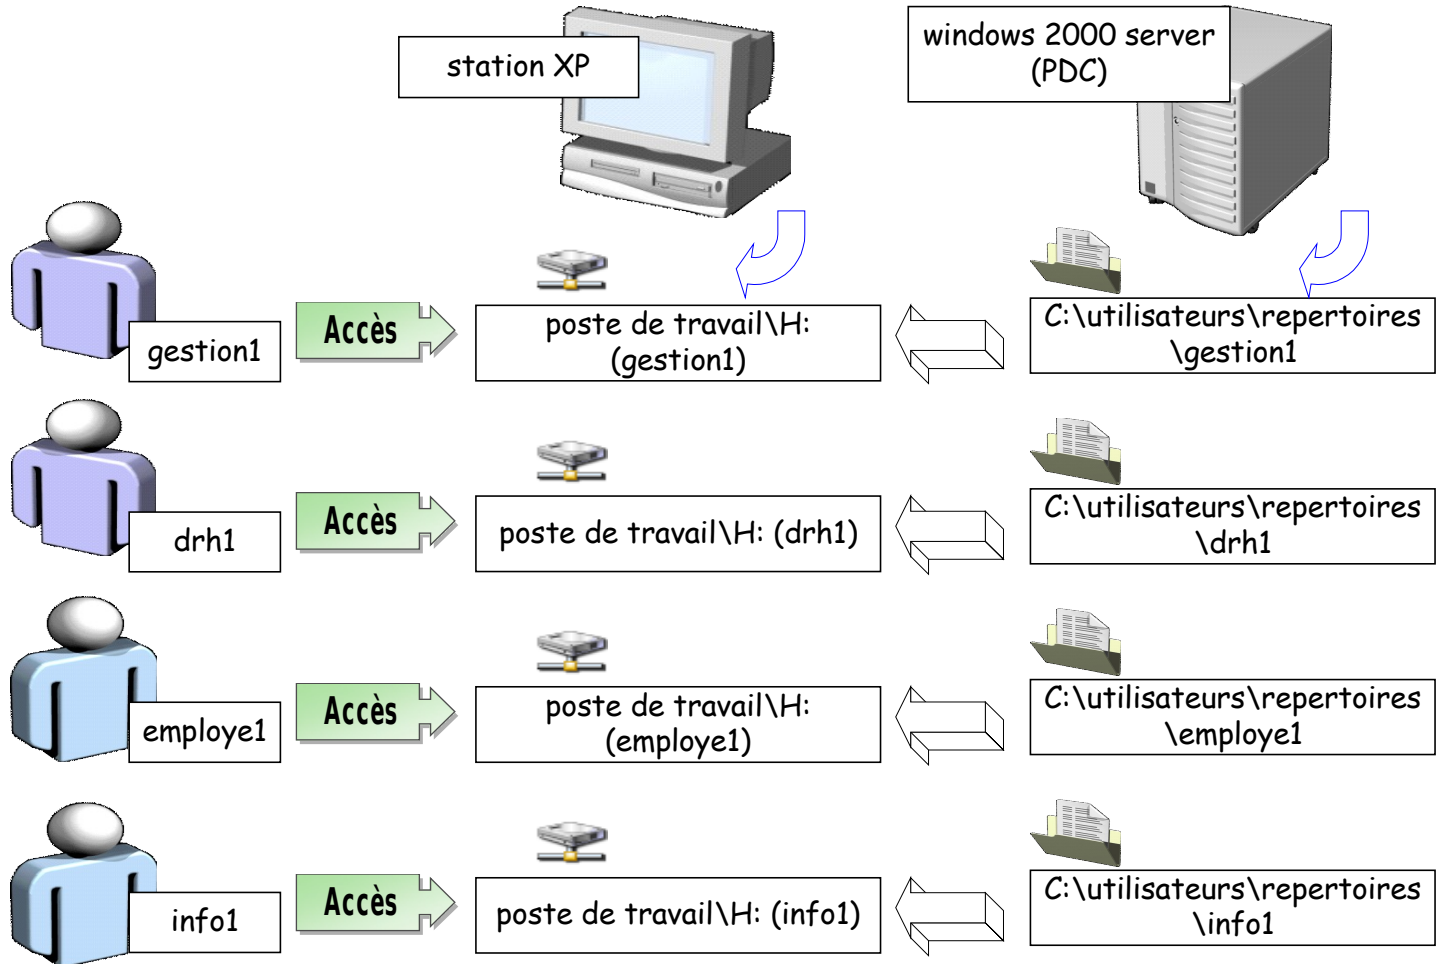 station XP
windows 2000 server
(PDC)
gestion1
Accès
poste de travail\H:
(gestion1)
C:\utilisateurs\repertoires
\gestion1
drh1
Accès
poste de travail\H: (drh1)
C:\utilisateurs\repertoires
\drh1
employe1
Accès
poste de travail\H:
(employe1)
C:\utilisateurs\repertoires
\employe1
info1
Accès
poste de travail\H: (info1)
C:\utilisateurs\repertoires
\info1